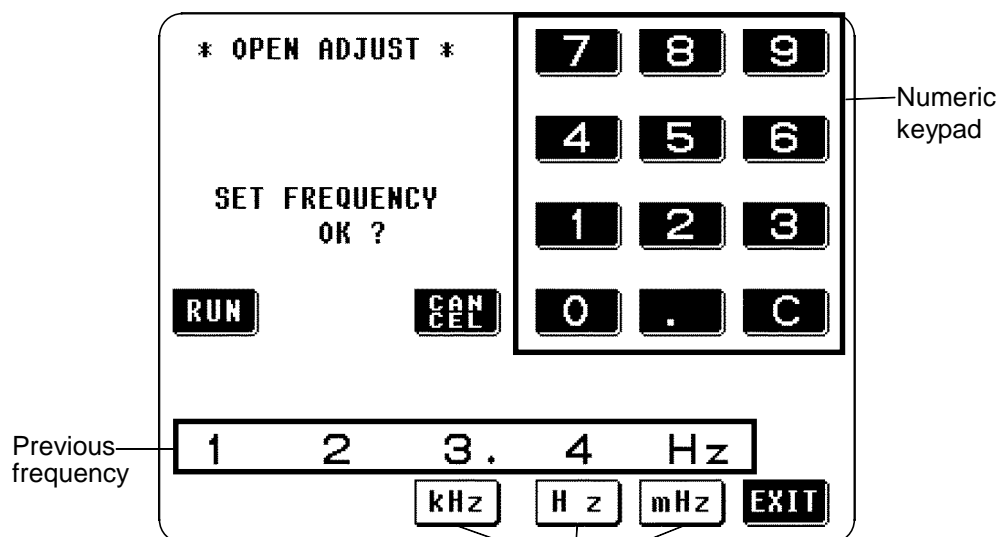 * OPEN ADJUST *
7 8 9
Numeric
keypad
4 5 6
SET FREQUENCY
OK ?
1 2 3
RUN
CAN
CEL
0 . C
Previous
frequency
1 2 3. 4 Hz
kHz Hz mHz EXIT